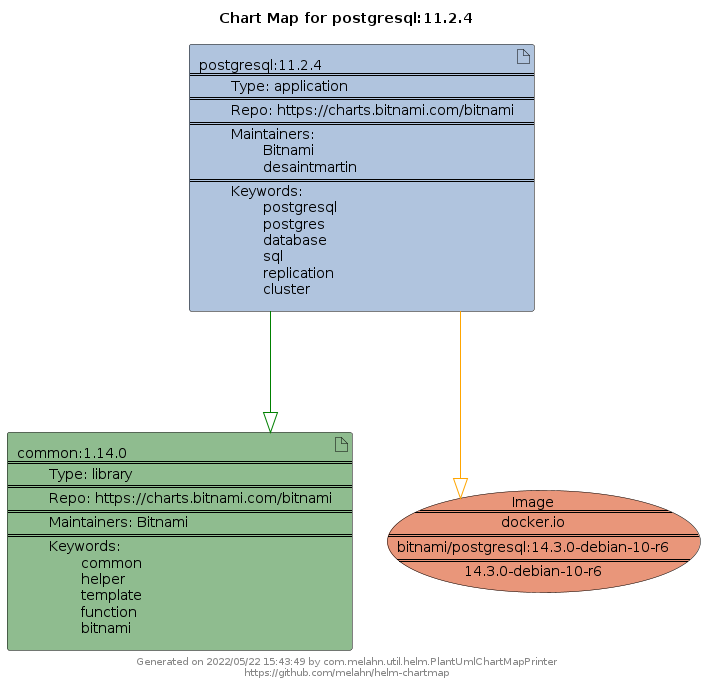 Chart Map for postgresql:11.2.4
postgresql:11.2.4
Type: application
Repo: https://charts.bitnami.com/bitnami
Maintainers:
Bitnami
desaintmartin
Keywords:
postgresql
postgres
database
sql
replication
cluster
common:1.14.0
Type: library
Repo: https://charts.bitnami.com/bitnami
Maintainers: Bitnami
Keywords:
common
helper
template
function
bitnami
Image
docker.io
bitnami/postgresql:14.3.0-debian-10-r6
14.3.0-debian-10-r6
Generated on 2022/05/22 15:43:49 by com.melahn.util.helm.PlantUmlChartMapPrinter
https://github.com/melahn/helm-chartmap